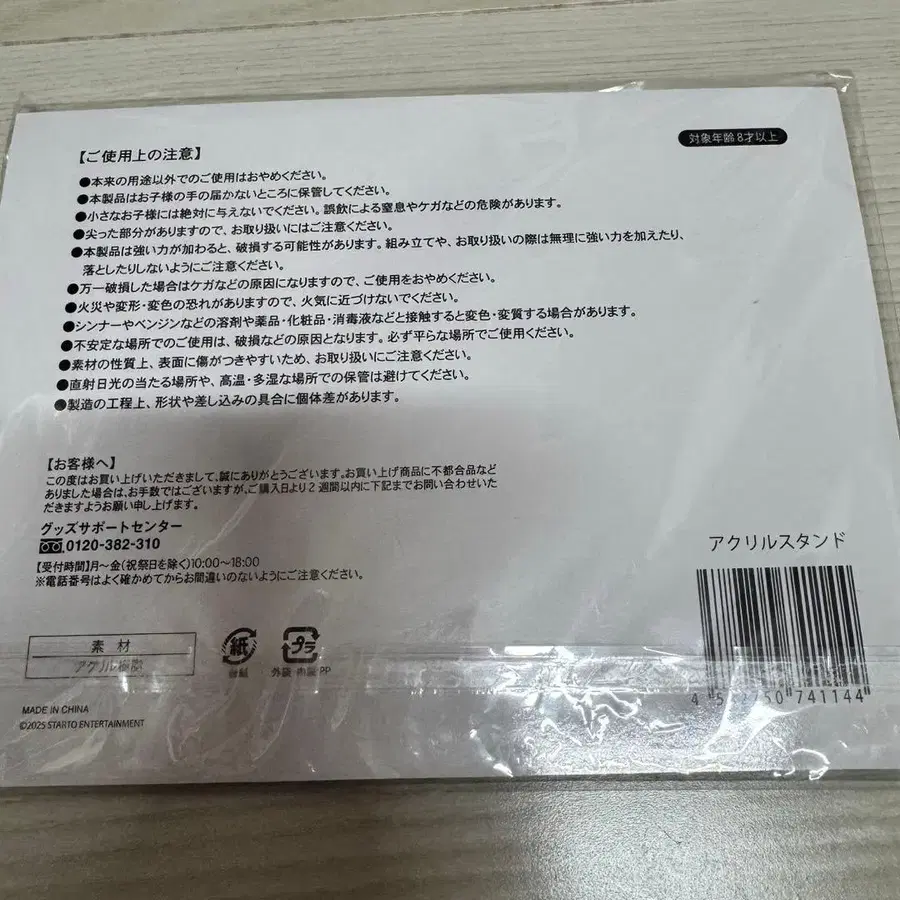 対象年齢8才以上
【ご使用上の注意】
●本来の用途以外でのご使用はおやめください。
●本製品はお子様の手の届かないところに保管してください。
●小さなお子様には絶対に与えないでください。誤飲による窒息やケガなどの危険があります。
●尖った部分がありますので、お取り扱いにはご注意ください。
●本製品は強い力が加わると、破損する可能性があります。組み立てや、お取り扱いの際は無理に強い力を加えたり、
落としたりしないようにご注意ください。
●万一破損した場合はケガなどの原因になりますので、ご使用をおやめください。
●火災や変形・変色の恐れがありますので、火気に近づけないでください。
●シンナーやベンジンなどの溶剤や薬品・化粧品・消毒液などと接触すると変色・変質する場合があります。
●不安定な場所でのご使用は、破損などの原因となります。必ず平らな場所でご使用ください。
●素材の性質上、表面に傷がつきやすいため、お取り扱いにご注意ください。
●直射日光の当たる場所や、高温・多湿な場所での保管は避けてください。
●製造の工程上、形状や差し込みの具合に個体差があります。
【お客様へ】
この度はお買い上げいただきまして、誠にありがとうございます。お買い上げ商品に不都合品など
ありました場合は、お手数ではございますが、ご購入日より2週間以内に下記までお問い合わせいた
だきますようお願い申し上げます。
グッズサポートセンター
0120-382-310
【受付時間】月〜金(祝祭日を除く)10:00〜18:00
※電話番号はよく確かめてからお間違いのないようにご注意ください。
アクリルスタンド
素材
アクリル樹脂
紙
台紙
プラ
外袋・内袋:PP
741144
MADE IN CHINA
©2025 STARTO ENTERTAINMENT